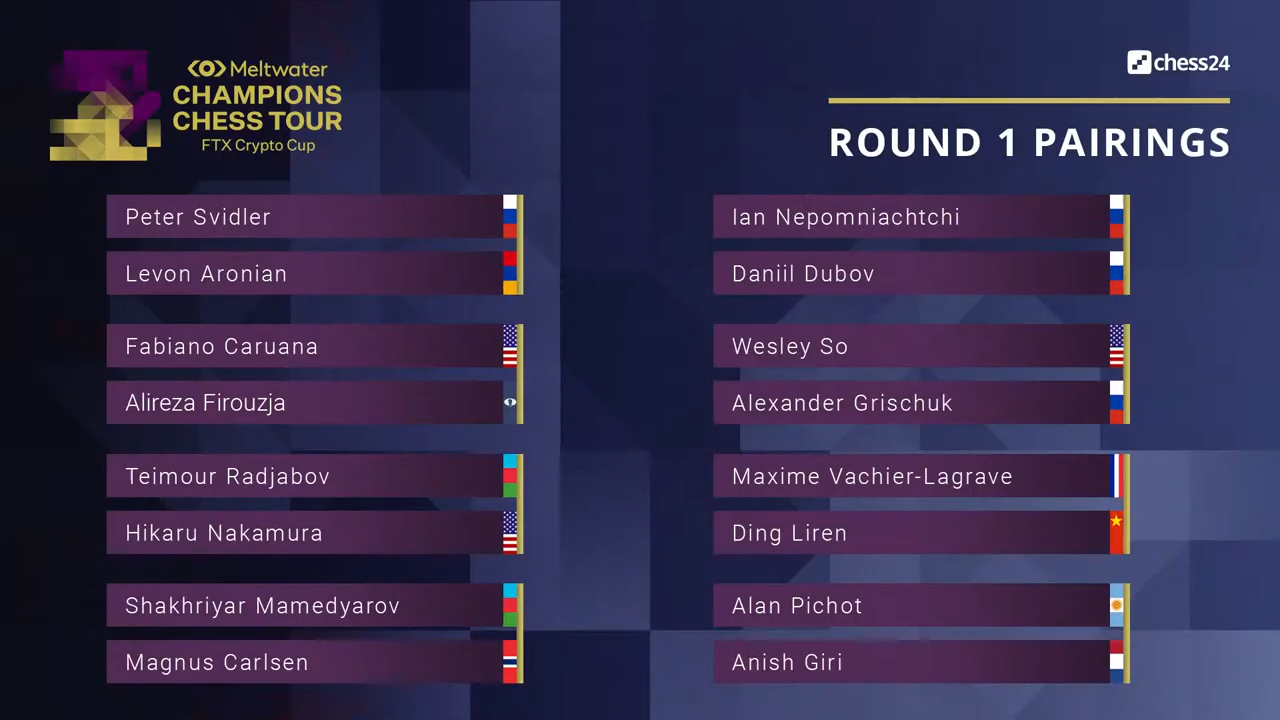 Meltwater
CHAMPIONS
CHESS TOUR
FTX Crypto Cup
chess24
ROUND 1 PAIRINGS
Peter Svidler
Levon Aronian
Fabiano Caruana
Alireza Firouzja
Teimour Radjabov
Hikaru Nakamura
Shakhriyar Mamedyarov
Magnus Carlsen
Ian Nepomniachtchi
Daniil Dubov
Wesley So
Alexander Grischuk
Maxime Vachier-Lagrave
Ding Liren
Alan Pichot
Anish Giri